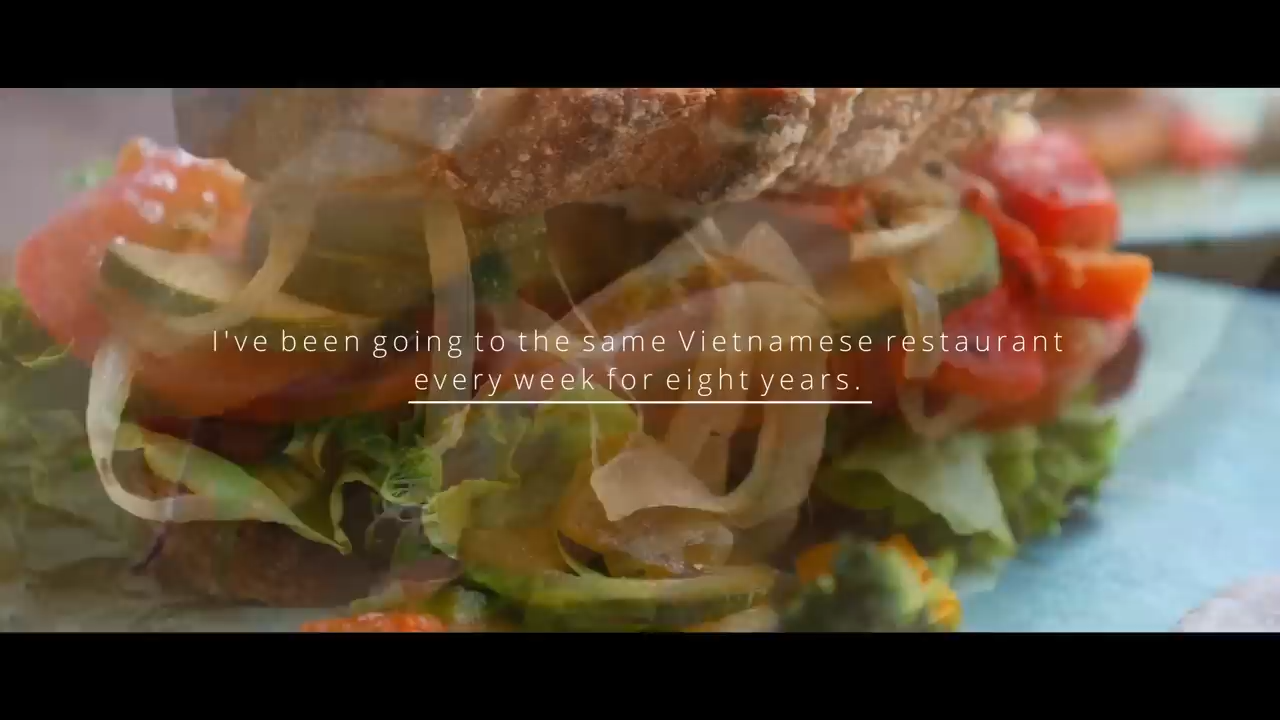 I've been going to the same Vietnamese restaurant
every week for eight years.